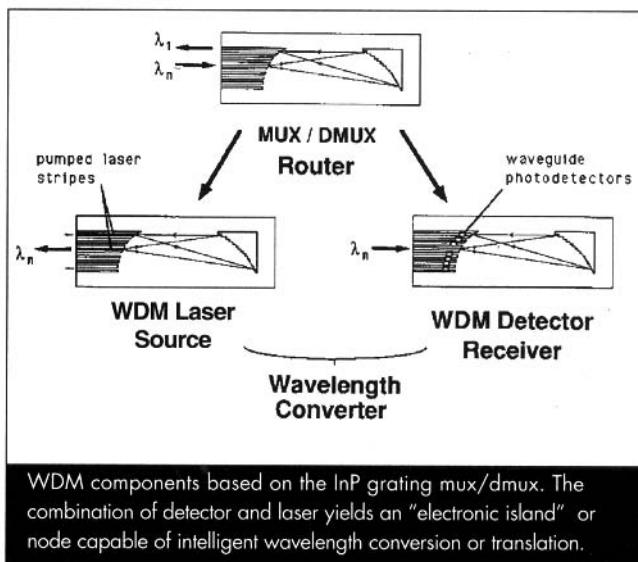 λ1
λn
MUX / DMUX
Router
pumped laser
stripes
waveguide
photodetectors
λn
λn
WDM Laser
Source
WDM Detector
Receiver
Wavelength
Converter
WDM components based on the InP grating mux/dmux. The
combination of detector and laser yields an "electronic island" or
node capable of intelligent wavelength conversion or translation.